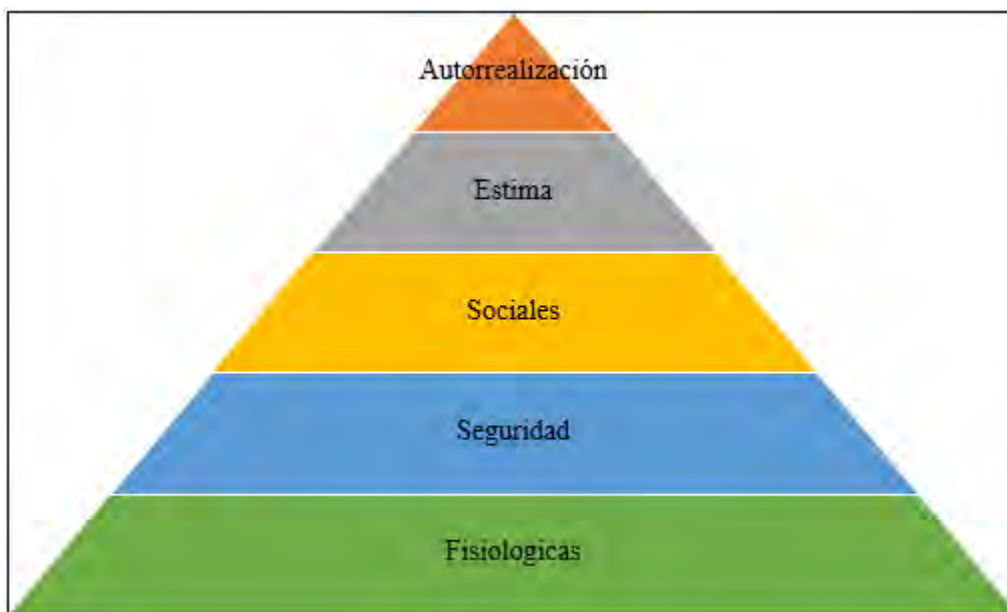 Autorrealización
Estima
Sociales
Seguridad
Fisiologicas